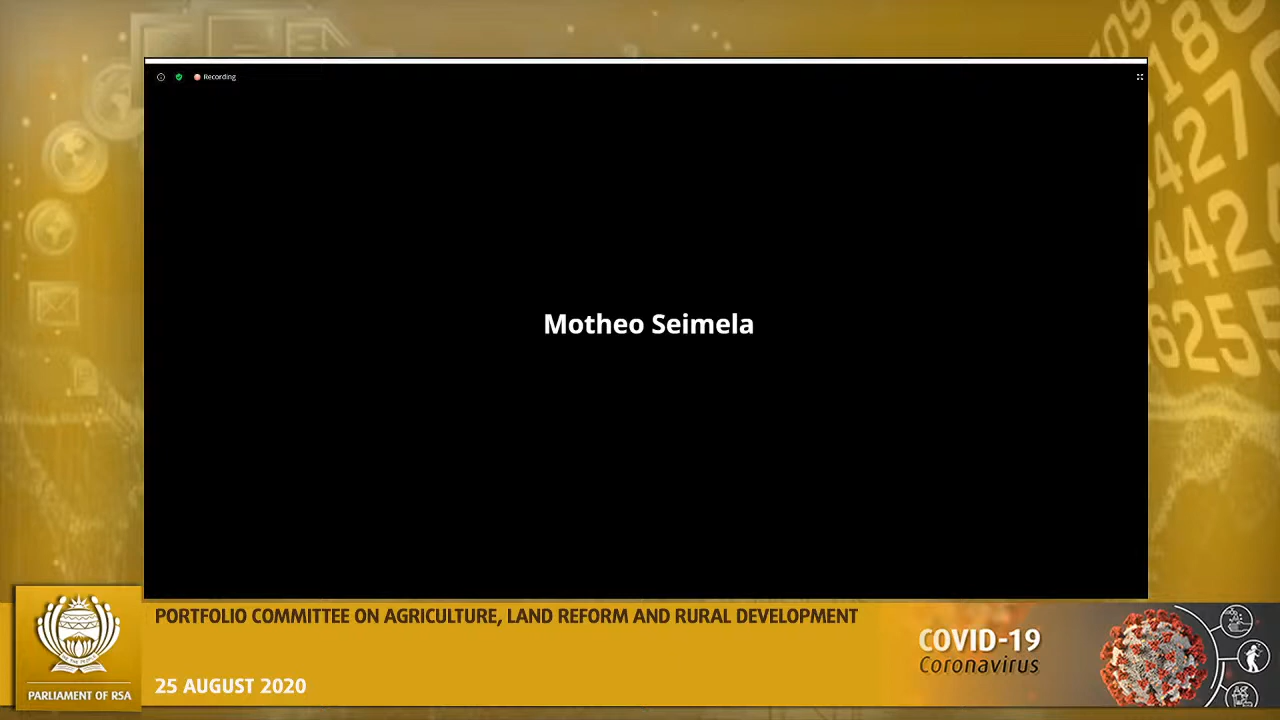 Recording
Motheo Seimela
PORTFOLIO COMMITTEE ON AGRICULTURE, LAND REFORM AND RURAL DEVELOPMENT
COVID-19
Coronavirus
25 AUGUST 2020
PARLIAMENT OF RSA